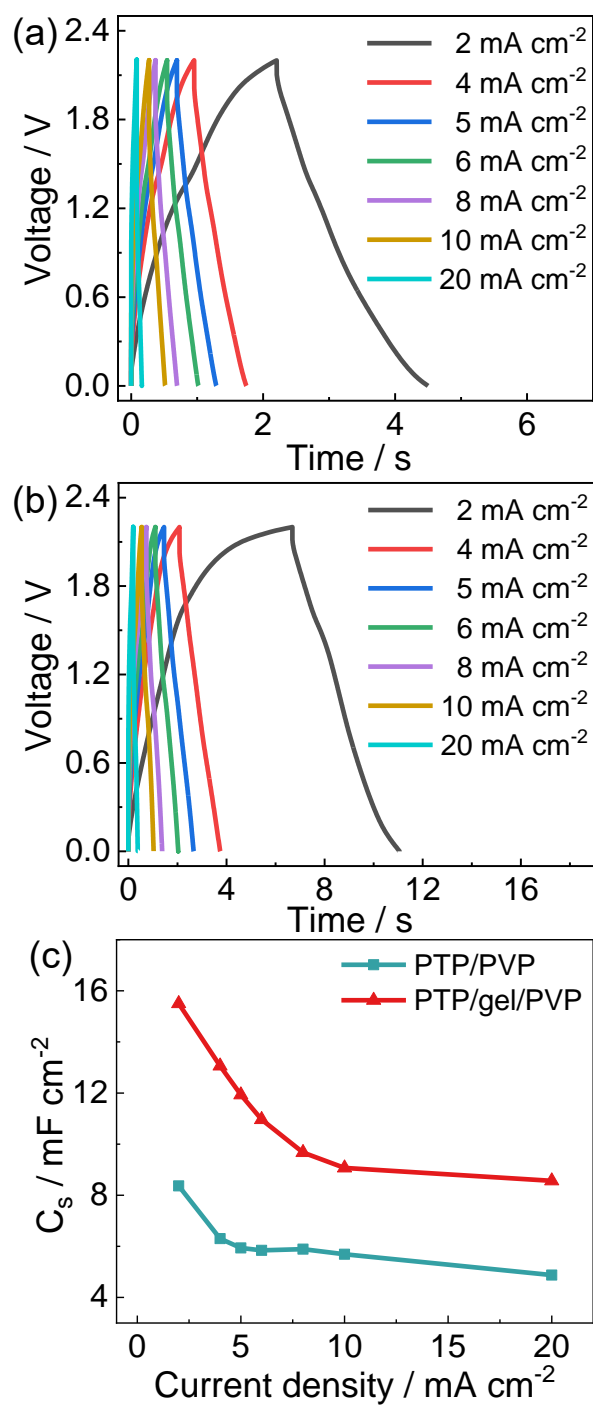 (a)
2.4
1.8
1.2
0.6
0.0
Voltage / V
2 mA cm-2
4 mA cm-2
5 mA cm-2
6 mA cm-2
8 mA cm-2
10 mA cm-2
20 mA cm-2
0 2 4 6
Time / s
(b)
2.4
1.8
1.2
0.6
0.0
Voltage / V
2 mA cm-2
4 mA cm-2
5 mA cm-2
6 mA cm-2
8 mA cm-2
10 mA cm-2
20 mA cm-2
0 4 8 12 16
Time / s
(c)
16
12
8
4
Cs / mF cm-2
PTP/PVP
PTP/gel/PVP
0 5 10 15 20
Current density / mA cm-2